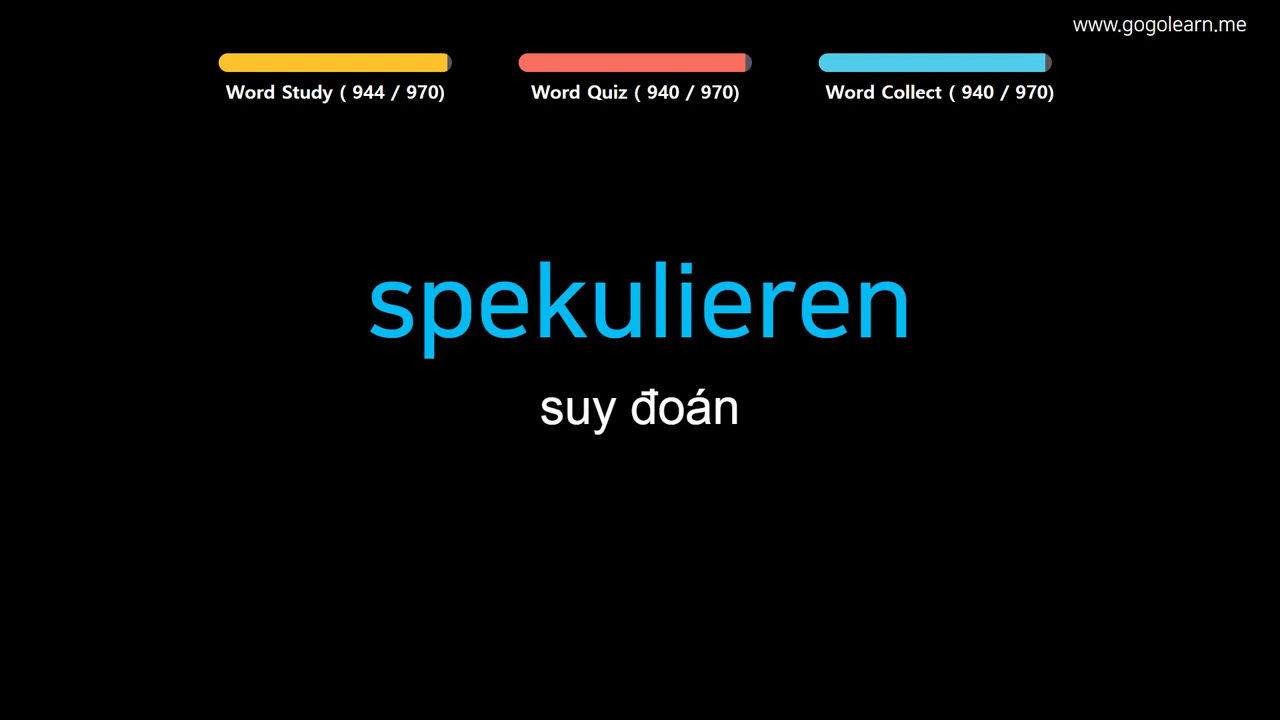 www.gogolearn.me
Word Study ( 944 / 970)
Word Quiz ( 940 / 970)
Word Collect ( 940 / 970)
spekulieren
suy đoán